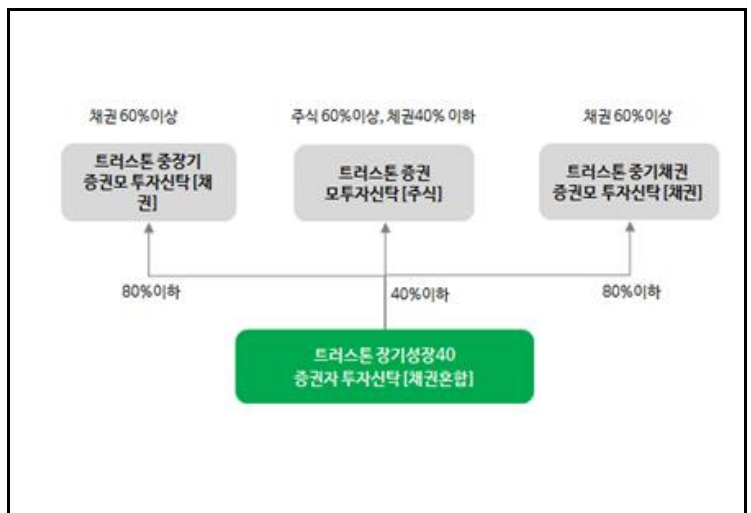 채권 60%이상
주식 60%이상, 채권40% 이하
채권 60%이상
트러스톤 중장기
증권모 투자신탁 [채
권]
트러스톤 증권
모투자신탁 [주식]
트러스톤 중기채권
증권모 투자신탁 [채권]
80%이하
40%이하
80%이하
트러스톤 장기성장40
증권자 투자신탁 [채권혼합]